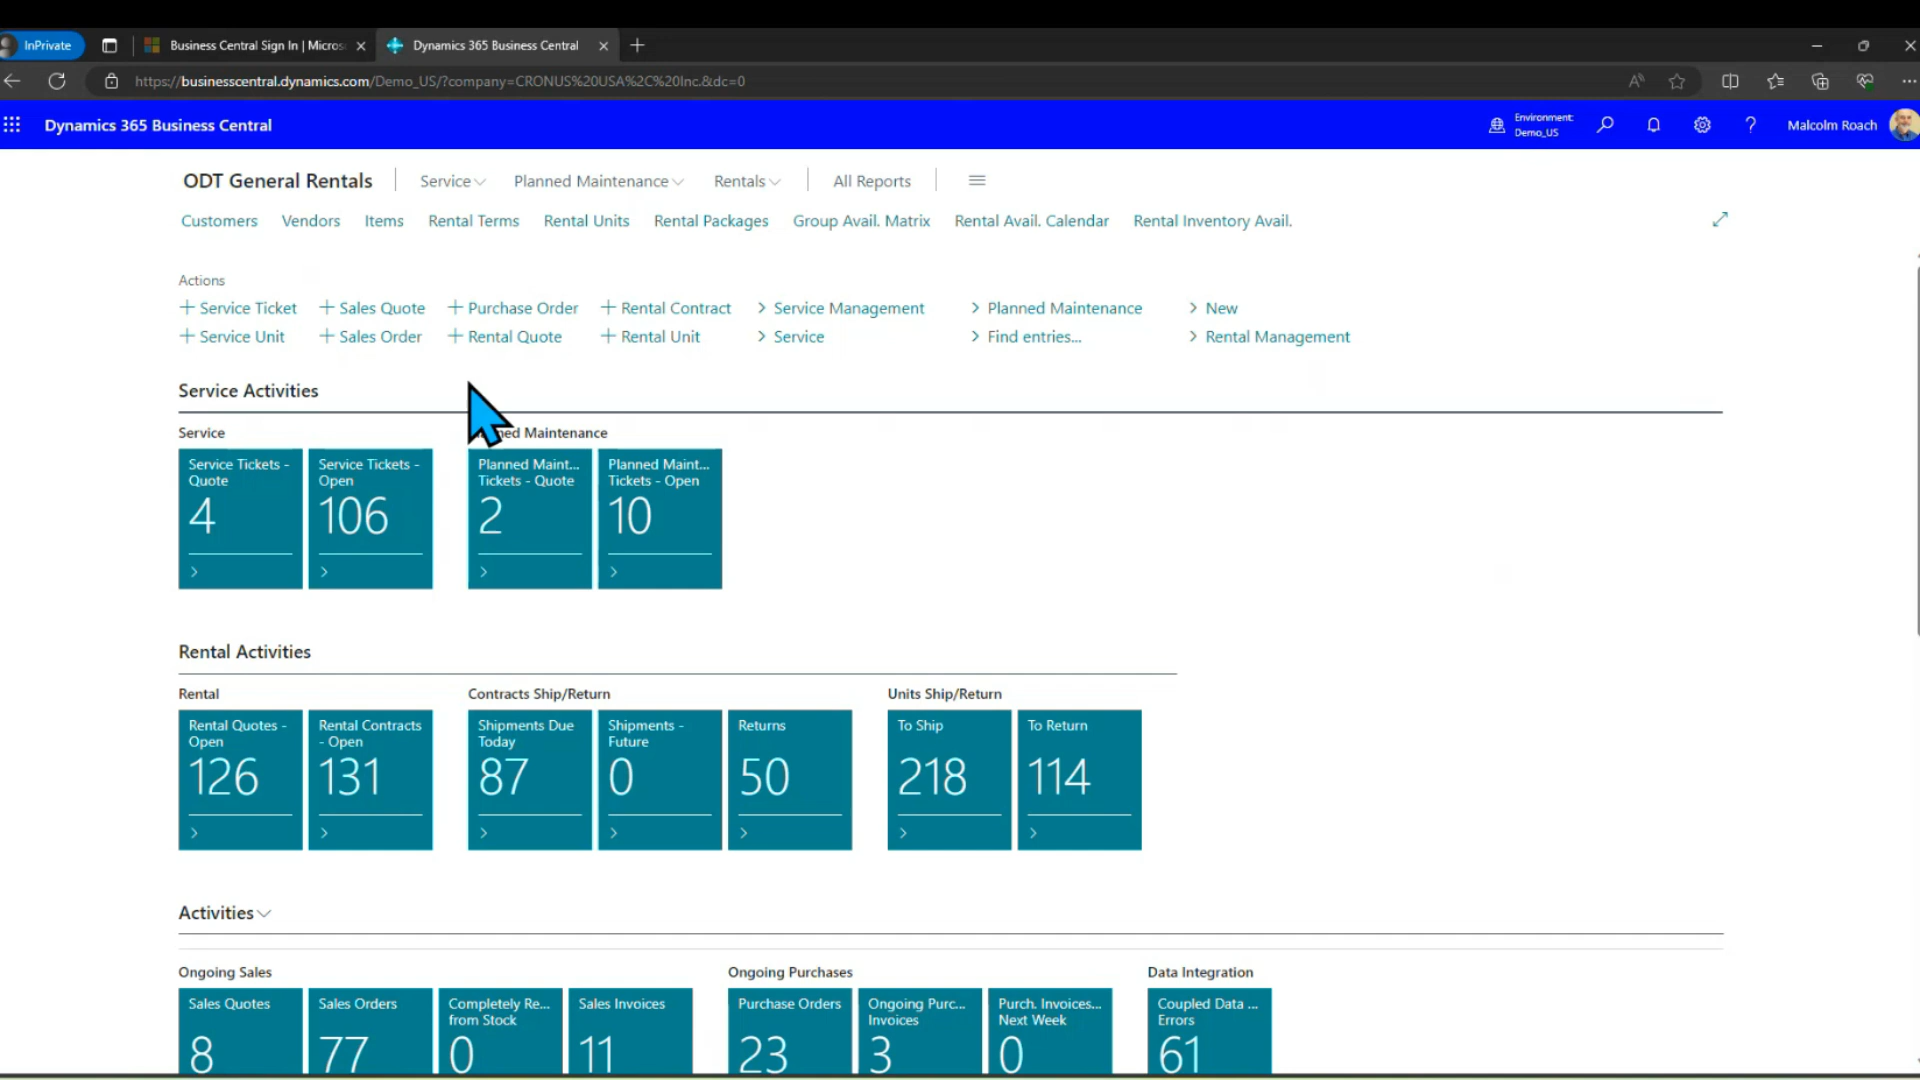 InPrivate
Business Central Sign In | Micros
Dynamics 365 Business Central
https://businesscentral.dynamics.com/Demo_US/?company=CRONUS%20USA%2C%20Inc.&dc=0
Dynamics 365 Business Central
Environment:
Demo_US
Malcolm Roach
ODT General Rentals
Service
Planned Maintenance
Rentals
All Reports
Customers Vendors Items Rental Terms Rental Units Rental Packages Group Avail. Matrix Rental Avail. Calendar Rental Inventory Avail.
Actions
+ Service Ticket + Sales Quote + Purchase Order + Rental Contract > Service Management > Planned Maintenance > New
+ Service Unit + Sales Order + Rental Quote + Rental Unit > Service > Find entries... > Rental Management
Service Activities
Service
Service Tickets -
Quote
4
Service Tickets -
Open
106
ned Maintenance
Planned Maint...
Tickets - Quote
2
Planned Maint...
Tickets - Open
10
Rental Activities
Rental
Rental Quotes -
Open
126
Rental Contracts
- Open
131
Contracts Ship/Return
Shipments Due
Today
87
Shipments -
Future
0
Returns
50
Units Ship/Return
To Ship
218
To Return
114
Activities
Ongoing Sales
Sales Quotes
8
Sales Orders
77
Completely Re...
from Stock
0
Sales Invoices
11
Ongoing Purchases
Purchase Orders
23
Ongoing Purc...
Invoices
3
Purch. Invoices...
Next Week
0
Data Integration
Coupled Data ...
Errors
61